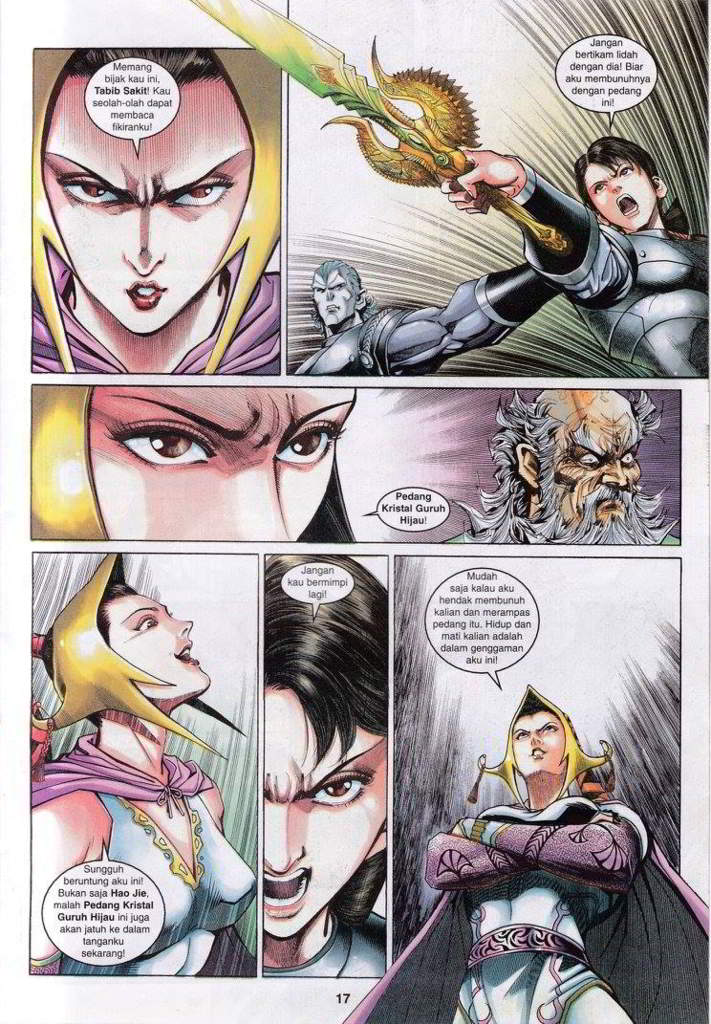 Memang
bijak kau ini,
Tabib Sakit! Kau
seolah-olah dapat
membaca
fikiranku!
Jangan
bertikam lidah
dengan dia! Biar
aku membunuhnya
dengan pedang
ini!
Pedang
Kristal Guruh
Hijau!
Sungguh
beruntung aku ini!
Bukan saja Hao Jie,
malah Pedang Kristal
Guruh Hijau ini juga
akan jatuh ke dalam
tanganku
sekarang!
Jangan
kau bermimpi
lagi!
Mudah
saja kalau aku
hendak membunuh
kalian dan merampas
pedang itu. Hidup dan
mati kalian adalah
dalam genggaman
aku ini!
17